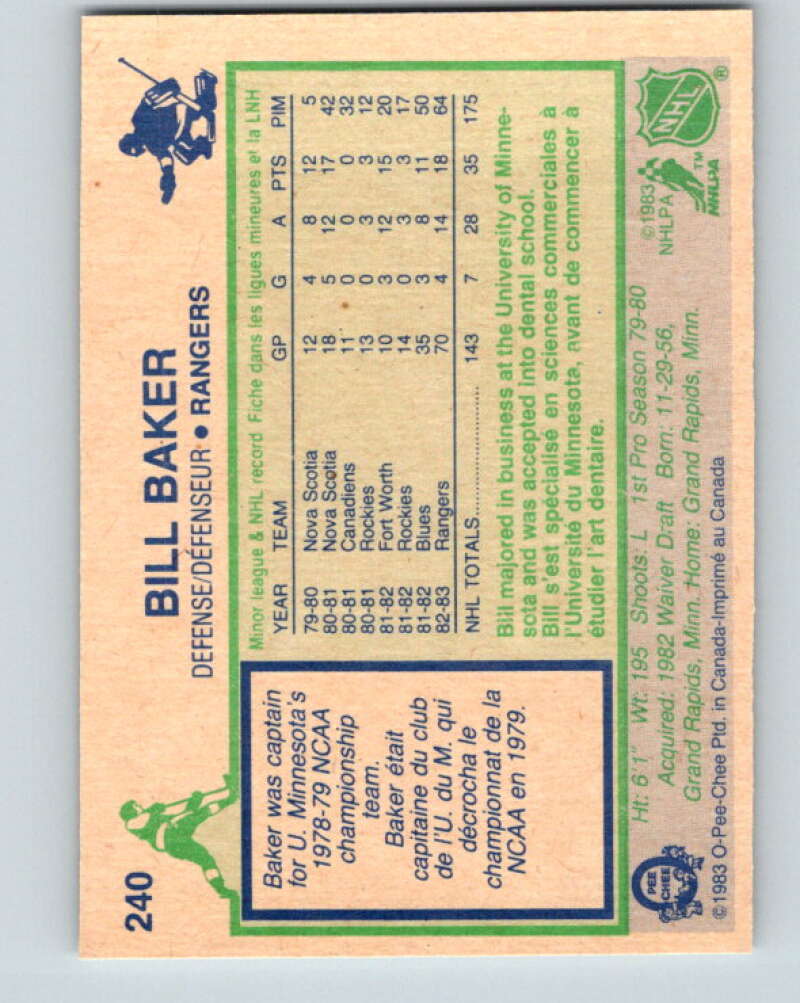 240
BILL BAKER
DEFENSE/DÉFENSEUR • RANGERS
Baker was captain
for U. Minnesota's
1978-79 NCAA
championship
team.
Baker était
capitaine du club
de l'U. du M. qui
décrocha le
championnat de la
NCAA en 1979.
Minor league & NHL record Fiche dans les ligues mineures et la LNH
YEAR TEAM GP G A PTS PIM
79-80 Nova Scotia 12 4 8 12 5
80-81 Nova Scotia 18 5 12 17 42
80-81 Canadiens 11 0 0 0 32
80-81 Rockies 13 0 3 3 12
81-82 Fort Worth 10 3 12 15 20
81-82 Rockies 14 0 3 3 17
81-82 Blues 35 3 8 11 50
82-83 Rangers 70 4 14 18 64
NHL TOTALS.................... 143 7 28 35 175
Bill majored in business at the University of Minne-
sota and was accepted into dental school.
Bill s'est spécialisé en sciences commerciales à
l'Université du Minnesota, avant de commencer à
étudier l'art dentaire.
Ht: 6'1" Wt: 195 Shoots: L 1st Pro Season 79-80
Acquired: 1982 Waiver Draft Born: 11-29-56,
Grand Rapids, Minn. Home: Grand Rapids, Minn.
©1983 O-Pee-Chee Ptd. in Canada-Imprimé au Canada
O PEE CHEE
©1983
NHLPA
NHLPA TM
NHL ®